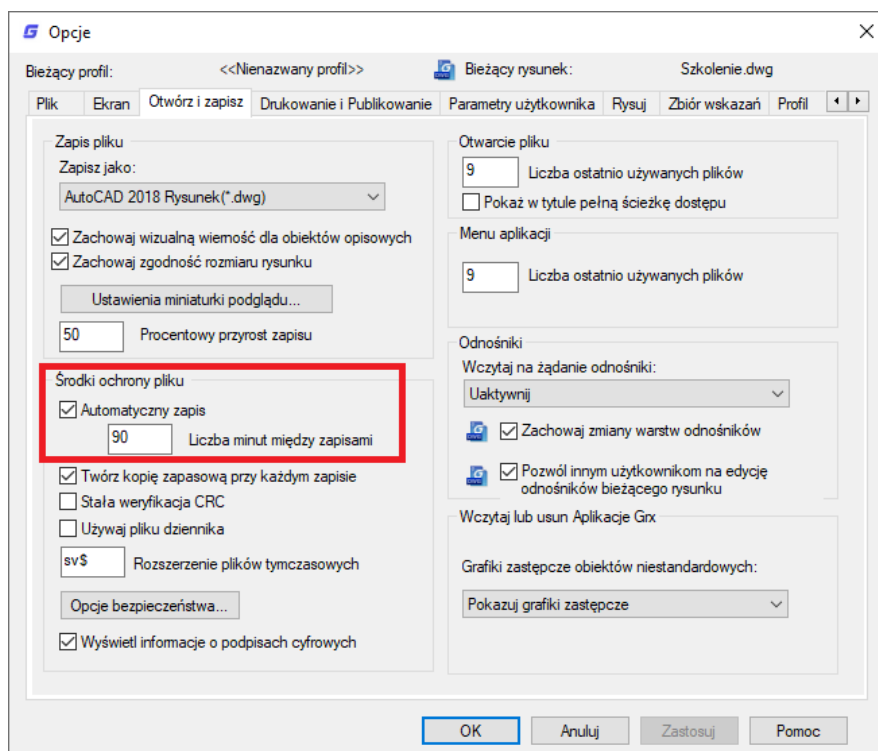 Opcje
Bieżący profil: <<Nienazwany profil>> Bieżący rysunek: Szkolenie.dwg
Plik Ekran Otwórz i zapisz Drukowanie i Publikowanie Parametry użytkownika Rysuj Zbiór wskazań Profil
Zapis pliku
Zapisz jako:
AutoCAD 2018 Rysunek(*.dwg)
Zachowaj wizualną wierność dla obiektów opisowych
Zachowaj zgodność rozmiaru rysunku
Ustawienia miniaturki podglądu...
50 Procentowy przyrost zapisu
Środki ochrony pliku
Automatyczny zapis
90 Liczba minut między zapisami
Twórz kopię zapasową przy każdym zapisie
Stała weryfikacja CRC
Używaj pliku dziennika
sv$ Rozszerzenie plików tymczasowych
Opcje bezpieczeństwa...
Wyświetl informacje o podpisach cyfrowych
Otwarcie pliku
9 Liczba ostatnio używanych plików
Pokaż w tytule pełną ścieżkę dostępu
Menu aplikacji
9 Liczba ostatnio używanych plików
Odnośniki
Wczytaj na żądanie odnośniki:
Uaktywnij
Zachowaj zmiany warstw odnośników
Pozwól innym użytkownikom na edycję
odnośników bieżącego rysunku
Wczytaj lub usun Aplikacje Grx
Grafiki zastępcze obiektów niestandardowych:
Pokazuj grafiki zastępcze
OK Anuluj Zastosuj Pomoc